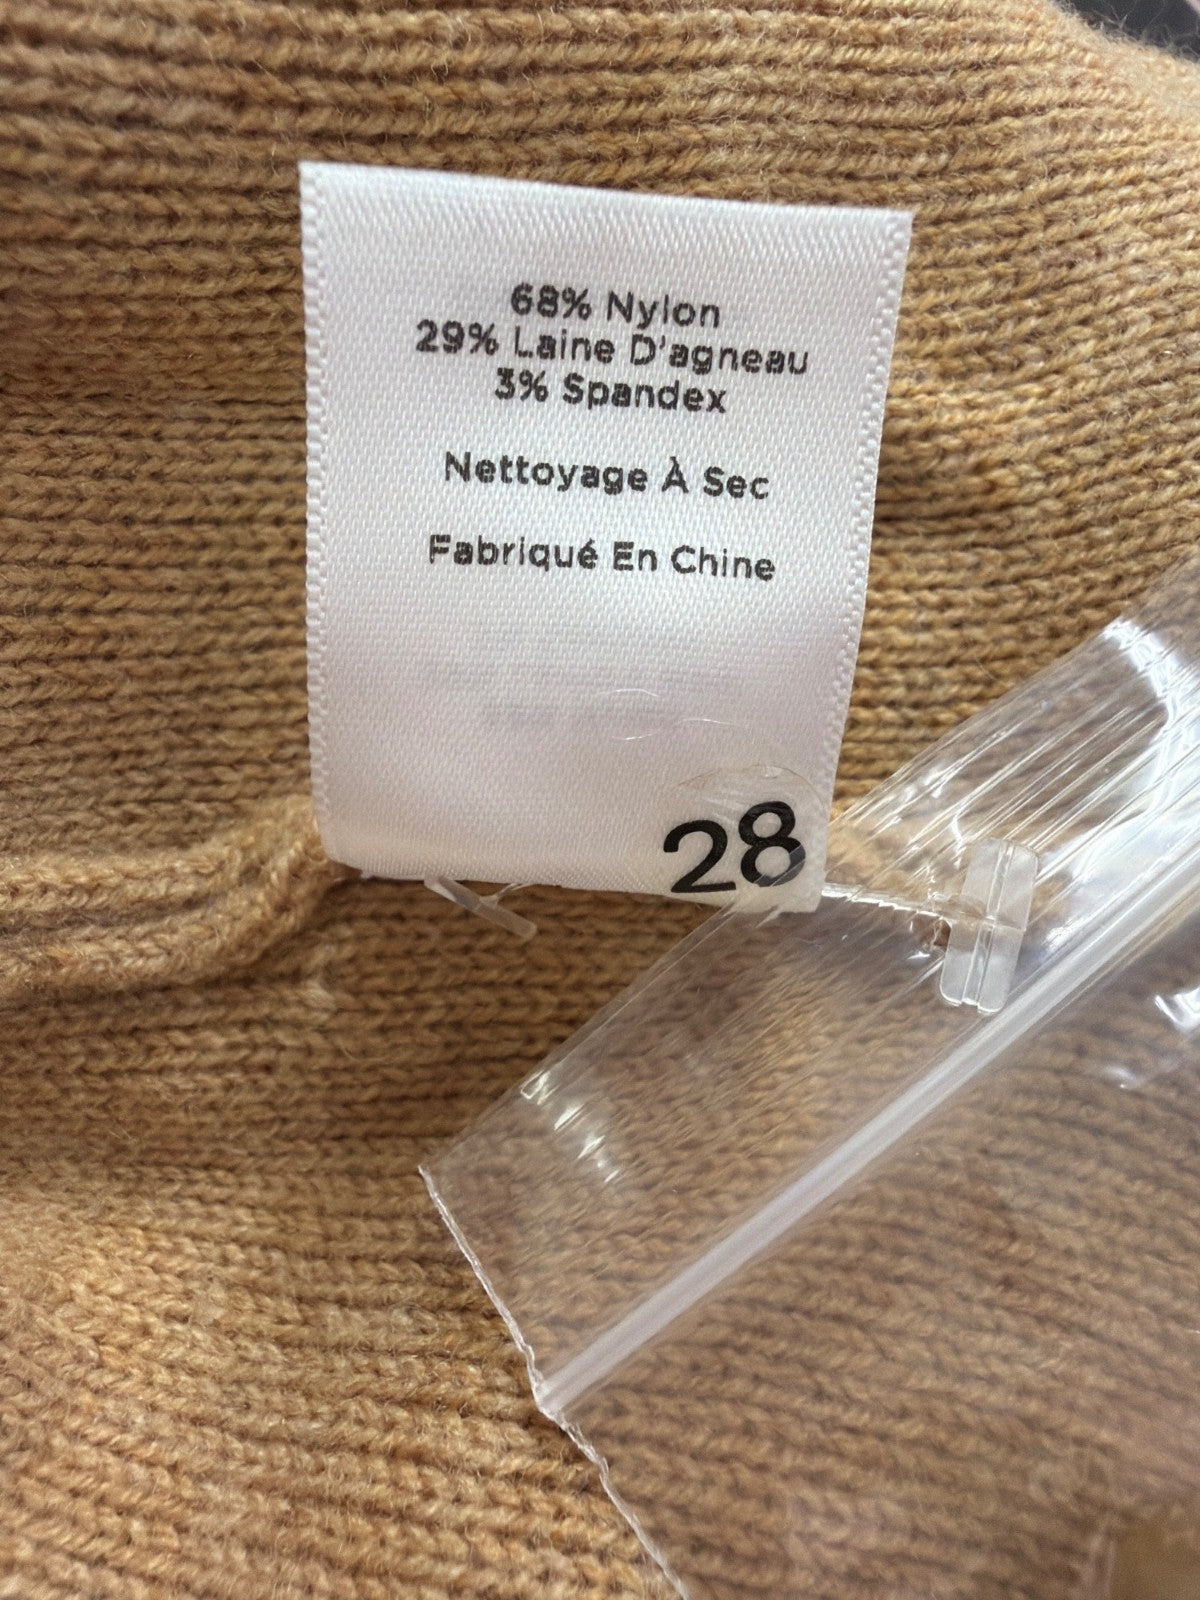 68% Nylon
29% Laine D'agneau
3% Spandex
Nettoyage À Sec
Fabriqué En Chine
28